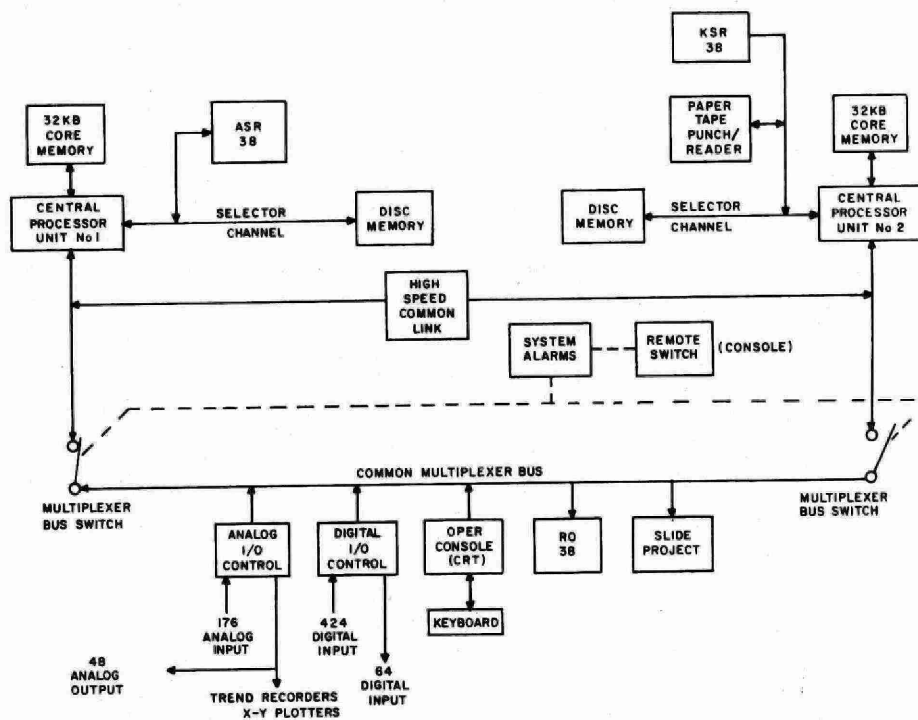 KSR
38
32KB
CORE
MEMORY
ASR
38
PAPER
TAPE
PUNCH/
READER
32KB
CORE
MEMORY
CENTRAL
PROCESSOR
UNIT No 1
SELECTOR
CHANNEL
DISC
MEMORY
DISC
MEMORY
SELECTOR
CHANNEL
CENTRAL
PROCESSOR
UNIT No 2
HIGH
SPEED
COMMON
LINK
SYSTEM
ALARMS
REMOTE
SWITCH
(CONSOLE)
COMMON MULTIPLEXER BUS
MULTIPLEXER
BUS SWITCH
MULTIPLEXER
BUS SWITCH
ANALOG
I/O
CONTROL
DIGITAL
I/O
CONTROL
OPER
CONSOLE
(CRT)
RO
38
SLIDE
PROJECT
176
ANALOG
INPUT
424
DIGITAL
INPUT
KEYBOARD
48
ANALOG
OUTPUT
64
DIGITAL
INPUT
TREND RECORDERS
X-Y PLOTTERS